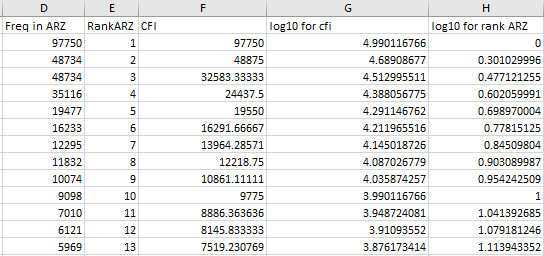 D E F G H
Freq in ARZ RankARZ CFI log10 for cfi log10 for rank ARZ
97750 1 97750 4.990116766 0
48734 2 48875 4.68908677 0.301029996
48734 3 32583.33333 4.512995511 0.477121255
35116 4 24437.5 4.388056775 0.602059991
19477 5 19550 4.291146762 0.698970004
16233 6 16291.66667 4.211965516 0.77815125
12295 7 13964.28571 4.145018726 0.84509804
11832 8 12218.75 4.087026779 0.903089987
10074 9 10861.11111 4.035874257 0.954242509
9098 10 9775 3.990116766 1
7010 11 8886.363636 3.948724081 1.041392685
6121 12 8145.833333 3.91093552 1.079181246
5969 13 7519.230769 3.876173414 1.113943352